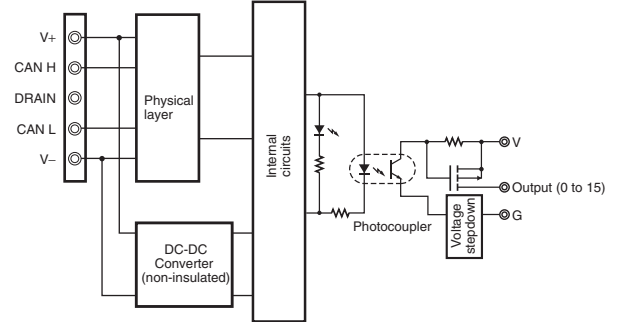 V+
CAN H
DRAIN
CAN L
V−
Physical
layer
DC-DC
Converter
(non-insulated)
Internal
circuits
Photocoupler
Voltage
stepdown
V
Output (0 to 15)
G